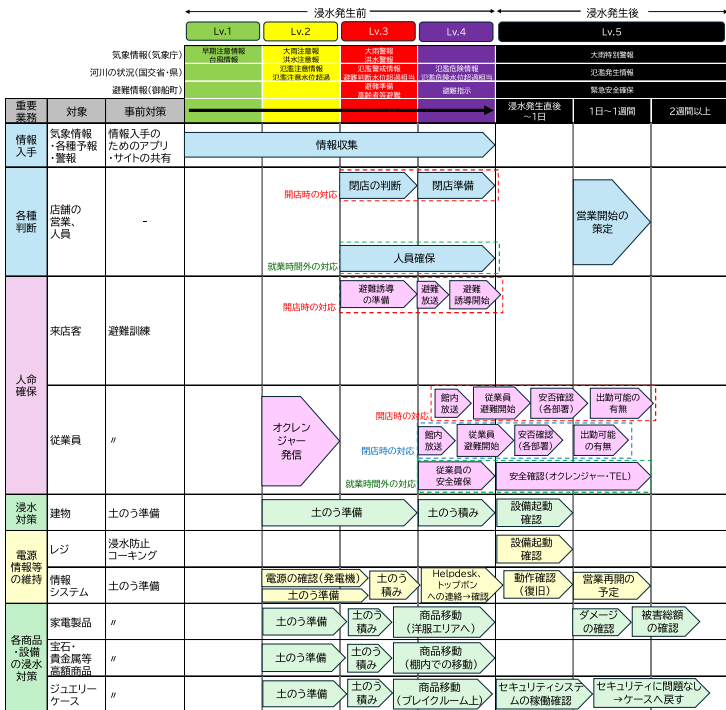 浸水発生前
浸水発生後
Lv.1
Lv.2
Lv.3
Lv.4
Lv.5
気象情報(気象庁)
早期注意情報
台風情報
大雨注意報
洪水注意報
大雨警報
洪水警報
大雨特別警報
河川の状況(国交省・県)
氾濫注意情報
氾濫注意水位超過
氾濫警戒情報
避難判断水位超過相当
氾濫危険情報
氾濫危険水位超過相当
氾濫発生情報
避難情報(御船町)
避難準備
高齢者等避難
避難指示
緊急安全確保
重要
業務
対象
事前対策
浸水発生直後
~1日
1日~1週間
2週間以上
情報
入手
気象情報
・各種予報
・警報
情報入手の
ためのアプリ
・サイトの共有
情報収集
各種
判断
店舗の
営業、
人員
-
開店時の対応
閉店の判断
閉店準備
営業開始の
策定
就業時間外の対応
人員確保
人命
確保
来店客
避難訓練
開店時の対応
避難誘導
の準備
避難
放送
避難
誘導開始
従業員
〃
オクレン
ジャー
発信
開店時の対応
館内
放送
従業員
避難開始
安否確認
(各部署)
出勤可能の
有無
閉店時の対応
館内
放送
従業員
避難開始
安否確認
(各部署)
出勤可能
の有無
就業時間外の対応
従業員の
安全確保
安全確認(オクレンジャー・TEL)
浸水
対策
建物
土のう準備
土のう準備
土のう積み
設備起動
確認
電源
情報等
の維持
レジ
浸水防止
コーキング
設備起動
確認
情報
システム
土のう準備
電源の確認(発電機)
土のう準備
土のう
積み
Helpdesk、
トップボン
への連絡→確認
動作確認
(復旧)
営業再開の
予定
各商品
・設備
の浸水
対策
家電製品
〃
土のう準備
土のう
積み
商品移動
(洋服エリアへ)
ダメージ
の確認
被害総額
の確認
宝石・
貴金属等
高額商品
〃
土のう準備
土のう
積み
商品移動
(棚内での移動)
ジュエリー
ケース
〃
土のう準備
土のう
積み
商品移動
(ブレイクルーム上)
セキュリティシステ
ムの稼働確認
セキュリティに問題なし
→ケースへ戻す